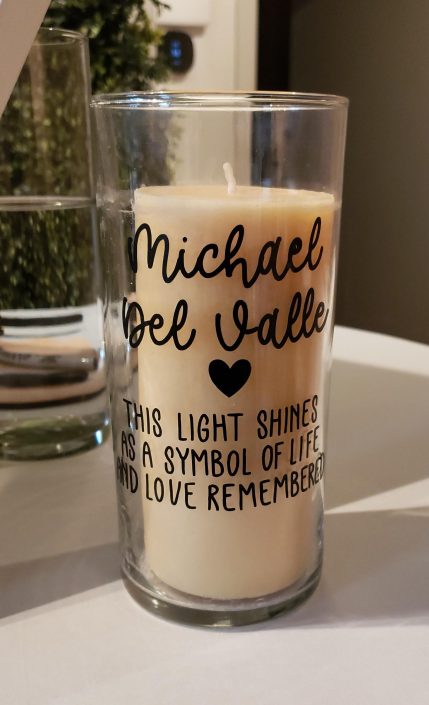 Michael
Del Valle
THIS LIGHT SHINES
AS A SYMBOL OF LIFE
AND LOVE REMEMBERED